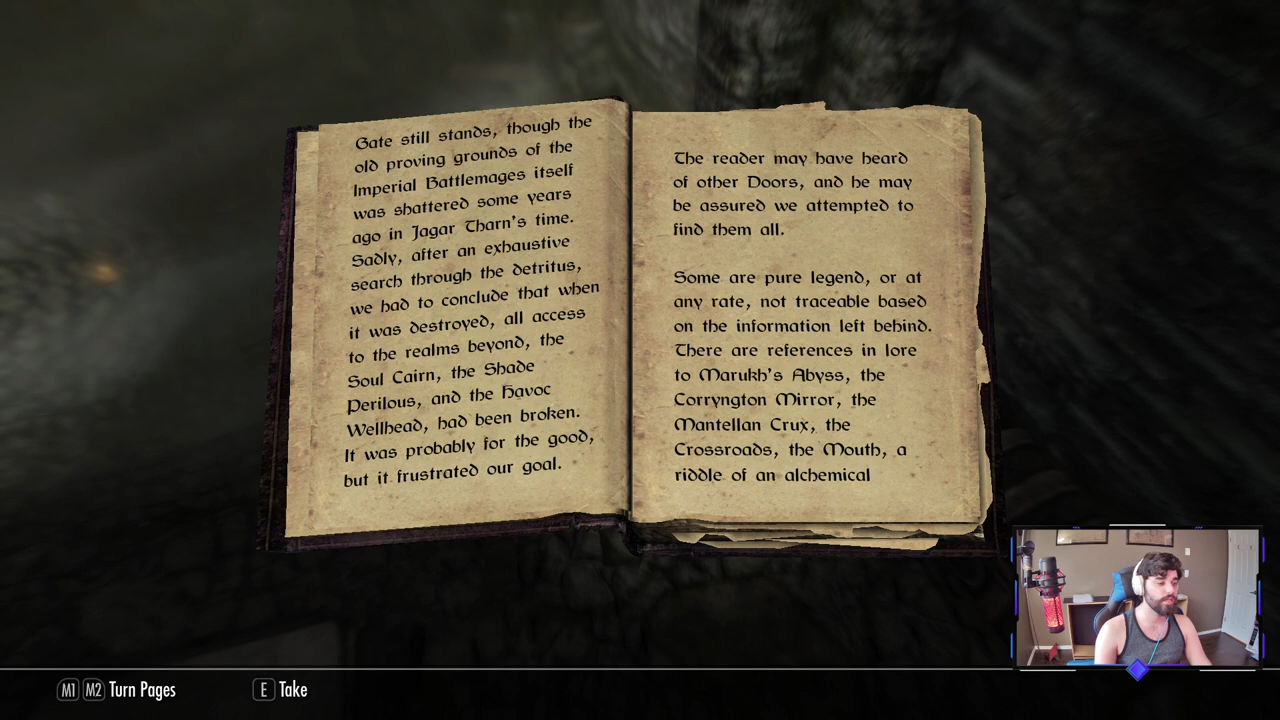 Gate still stands, though the
old proving grounds of the
Imperial Battlemages itself
was shattered some years
ago in Jagar Tharn's time.
Sadly, after an exhaustive
search through the detritus,
we had to conclude that when
it was destroyed, all access
to the realms beyond, the
Soul Cairn, the Shade
Perilous, and the Havoc
Wellhead, had been broken.
It was probably for the good,
but it frustrated our goal.
The reader may have heard
of other Doors, and he may
be assured we attempted to
find them all.
Some are pure legend, or at
any rate, not traceable based
on the information left behind.
There are references in lore
to Marukh's Abyss, the
Corryngton Mirror, the
Mantellan Crux, the
Crossroads, the Mouth, a
riddle of an alchemical
M1 M2 Turn Pages
E Take